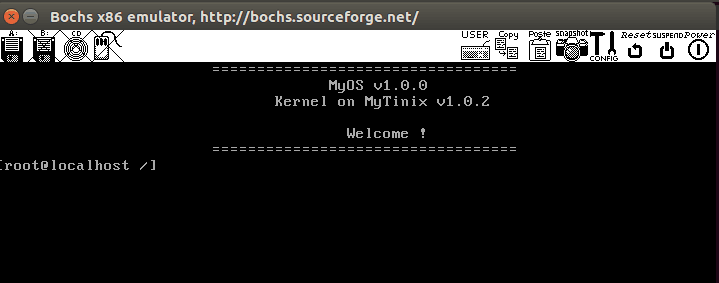 Bochs x86 emulator, http://bochs.sourceforge.net/
A: B: CD USER Copy Paste Snapshot CONFIG Reset SUSPEND Power
==================================
MyOS v1.0.0
Kernel on MyTinix v1.0.2
Welcome !
==================================
[root@localhost /]